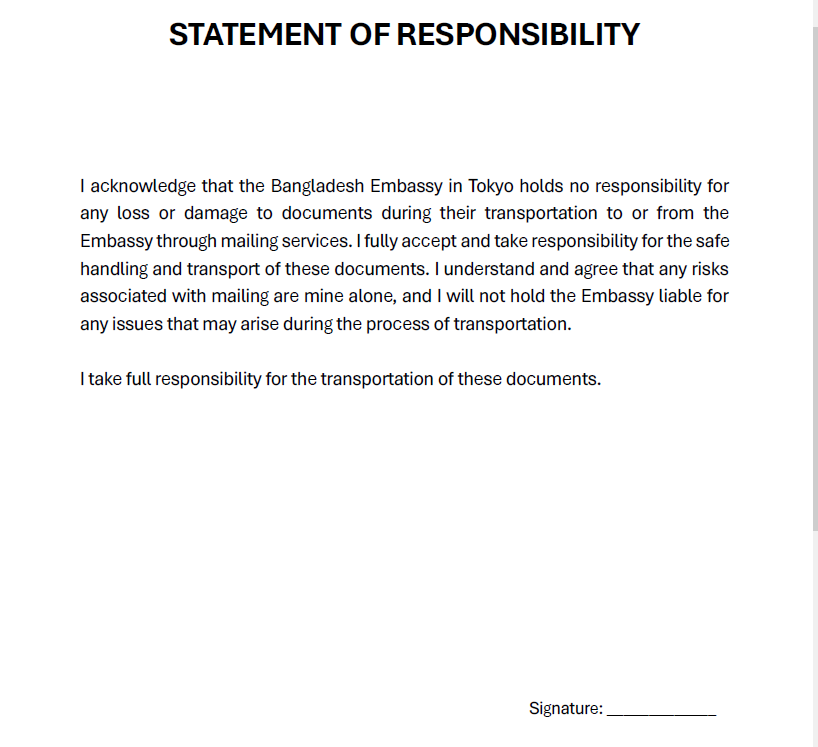 STATEMENT OF RESPONSIBILITY
I acknowledge that the Bangladesh Embassy in Tokyo holds no responsibility for
any loss or damage to documents during their transportation to or from the
Embassy through mailing services. I fully accept and take responsibility for the safe
handling and transport of these documents. I understand and agree that any risks
associated with mailing are mine alone, and I will not hold the Embassy liable for
any issues that may arise during the process of transportation.
I take full responsibility for the transportation of these documents.
Signature: _____________